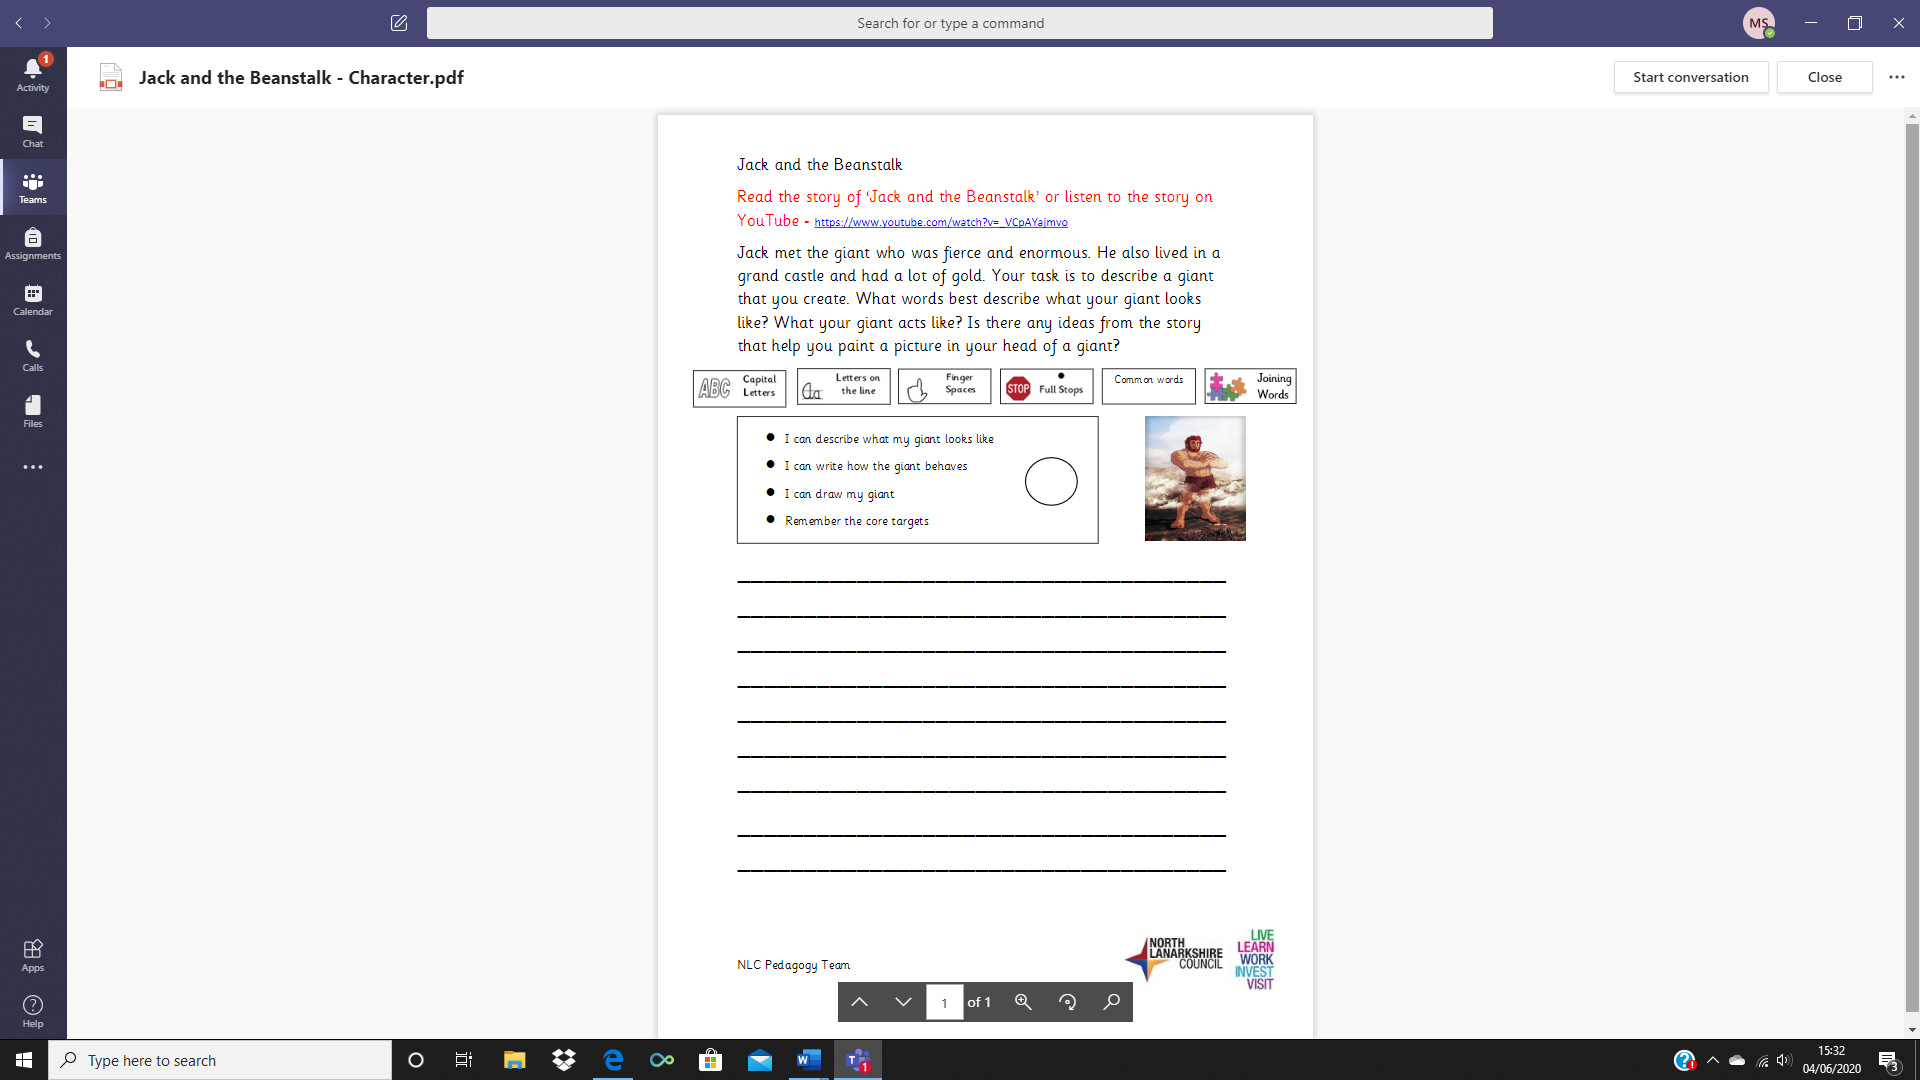 Search for or type a command
MS
1
Activity
Chat
Teams
Assignments
Calendar
Calls
Files
Apps
Help
Jack and the Beanstalk - Character.pdf
Start conversation
Close
Jack and the Beanstalk
Read the story of ‘Jack and the Beanstalk’ or listen to the story on
YouTube - https://www.youtube.com/watch?v=_VCpAYajmvo
Jack met the giant who was fierce and enormous. He also lived in a
grand castle and had a lot of gold. Your task is to describe a giant
that you create. What words best describe what your giant looks
like? What your giant acts like? Is there any ideas from the story
that help you paint a picture in your head of a giant?
ABC Capital
Letters
a Letters on
the line
Finger
Spaces
STOP Full Stops
Common words
Joining
Words
I can describe what my giant looks like
I can write how the giant behaves
I can draw my giant
Remember the core targets
NLC Pedagogy Team
NORTH
LANARKSHIRE
COUNCIL
LIVE
LEARN
WORK
INVEST
VISIT
1 of 1
Type here to search
W
T
1
15:32
04/06/2020
3